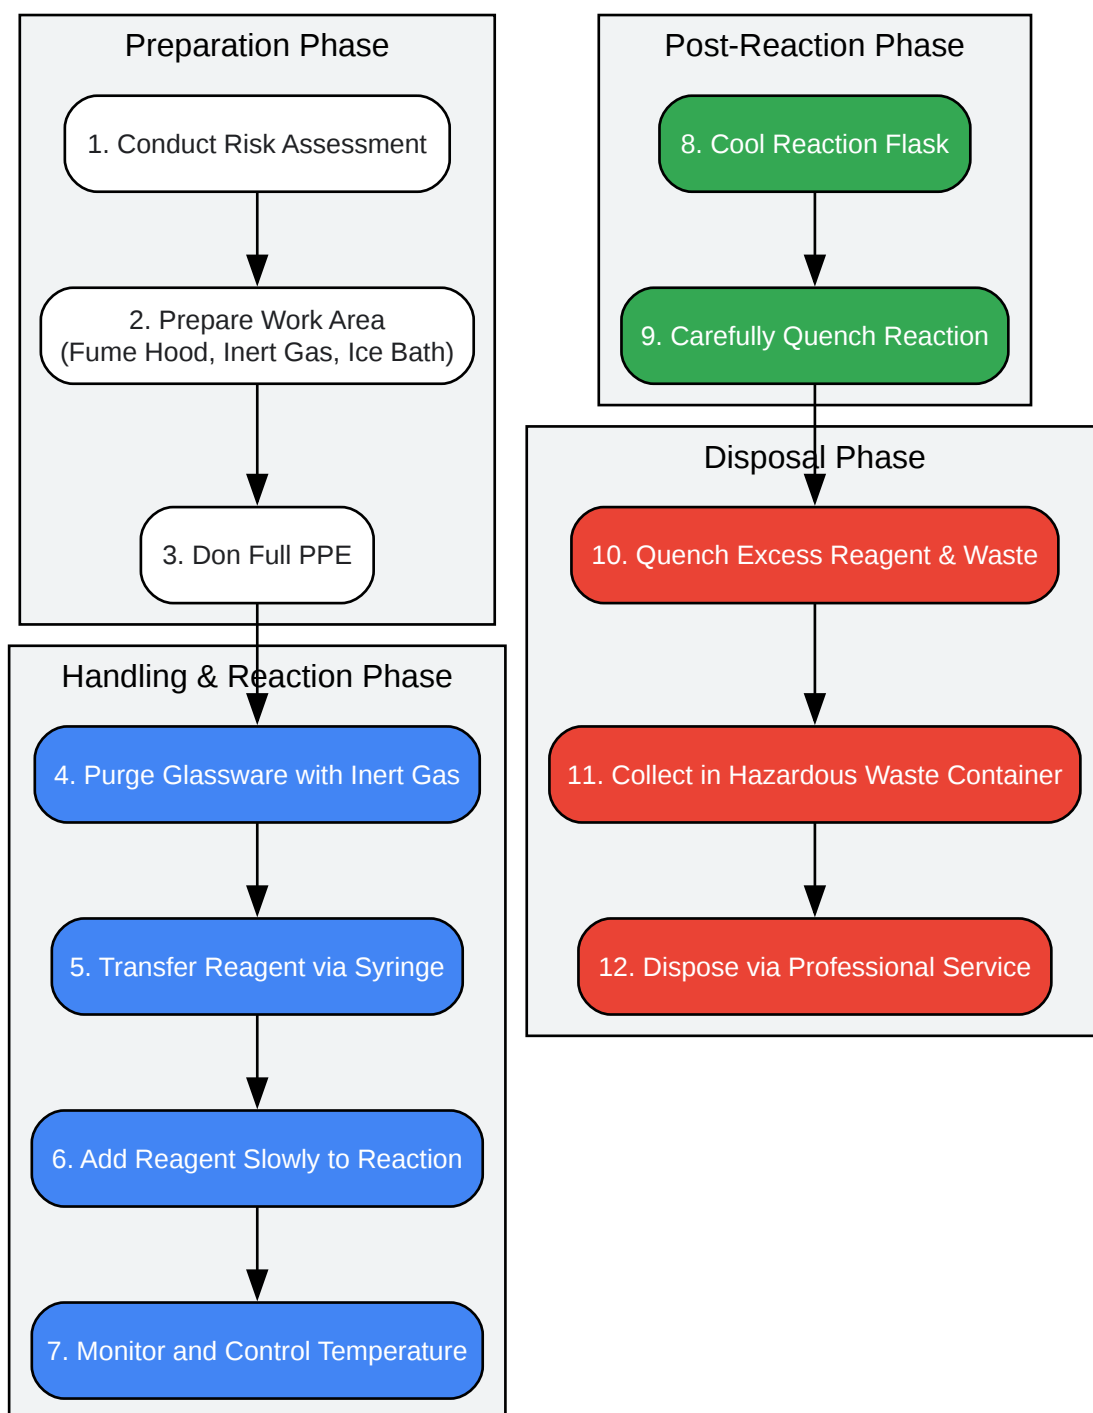 Preparation Phase
1. Conduct Risk Assessment
2. Prepare Work Area
(Fume Hood, Inert Gas, Ice Bath)
3. Don Full PPE
Handling & Reaction Phase
4. Purge Glassware with Inert Gas
5. Transfer Reagent via Syringe
6. Add Reagent Slowly to Reaction
7. Monitor and Control Temperature
Post-Reaction Phase
8. Cool Reaction Flask
9. Carefully Quench Reaction
Disposal Phase
10. Quench Excess Reagent & Waste
11. Collect in Hazardous Waste Container
12. Dispose via Professional Service